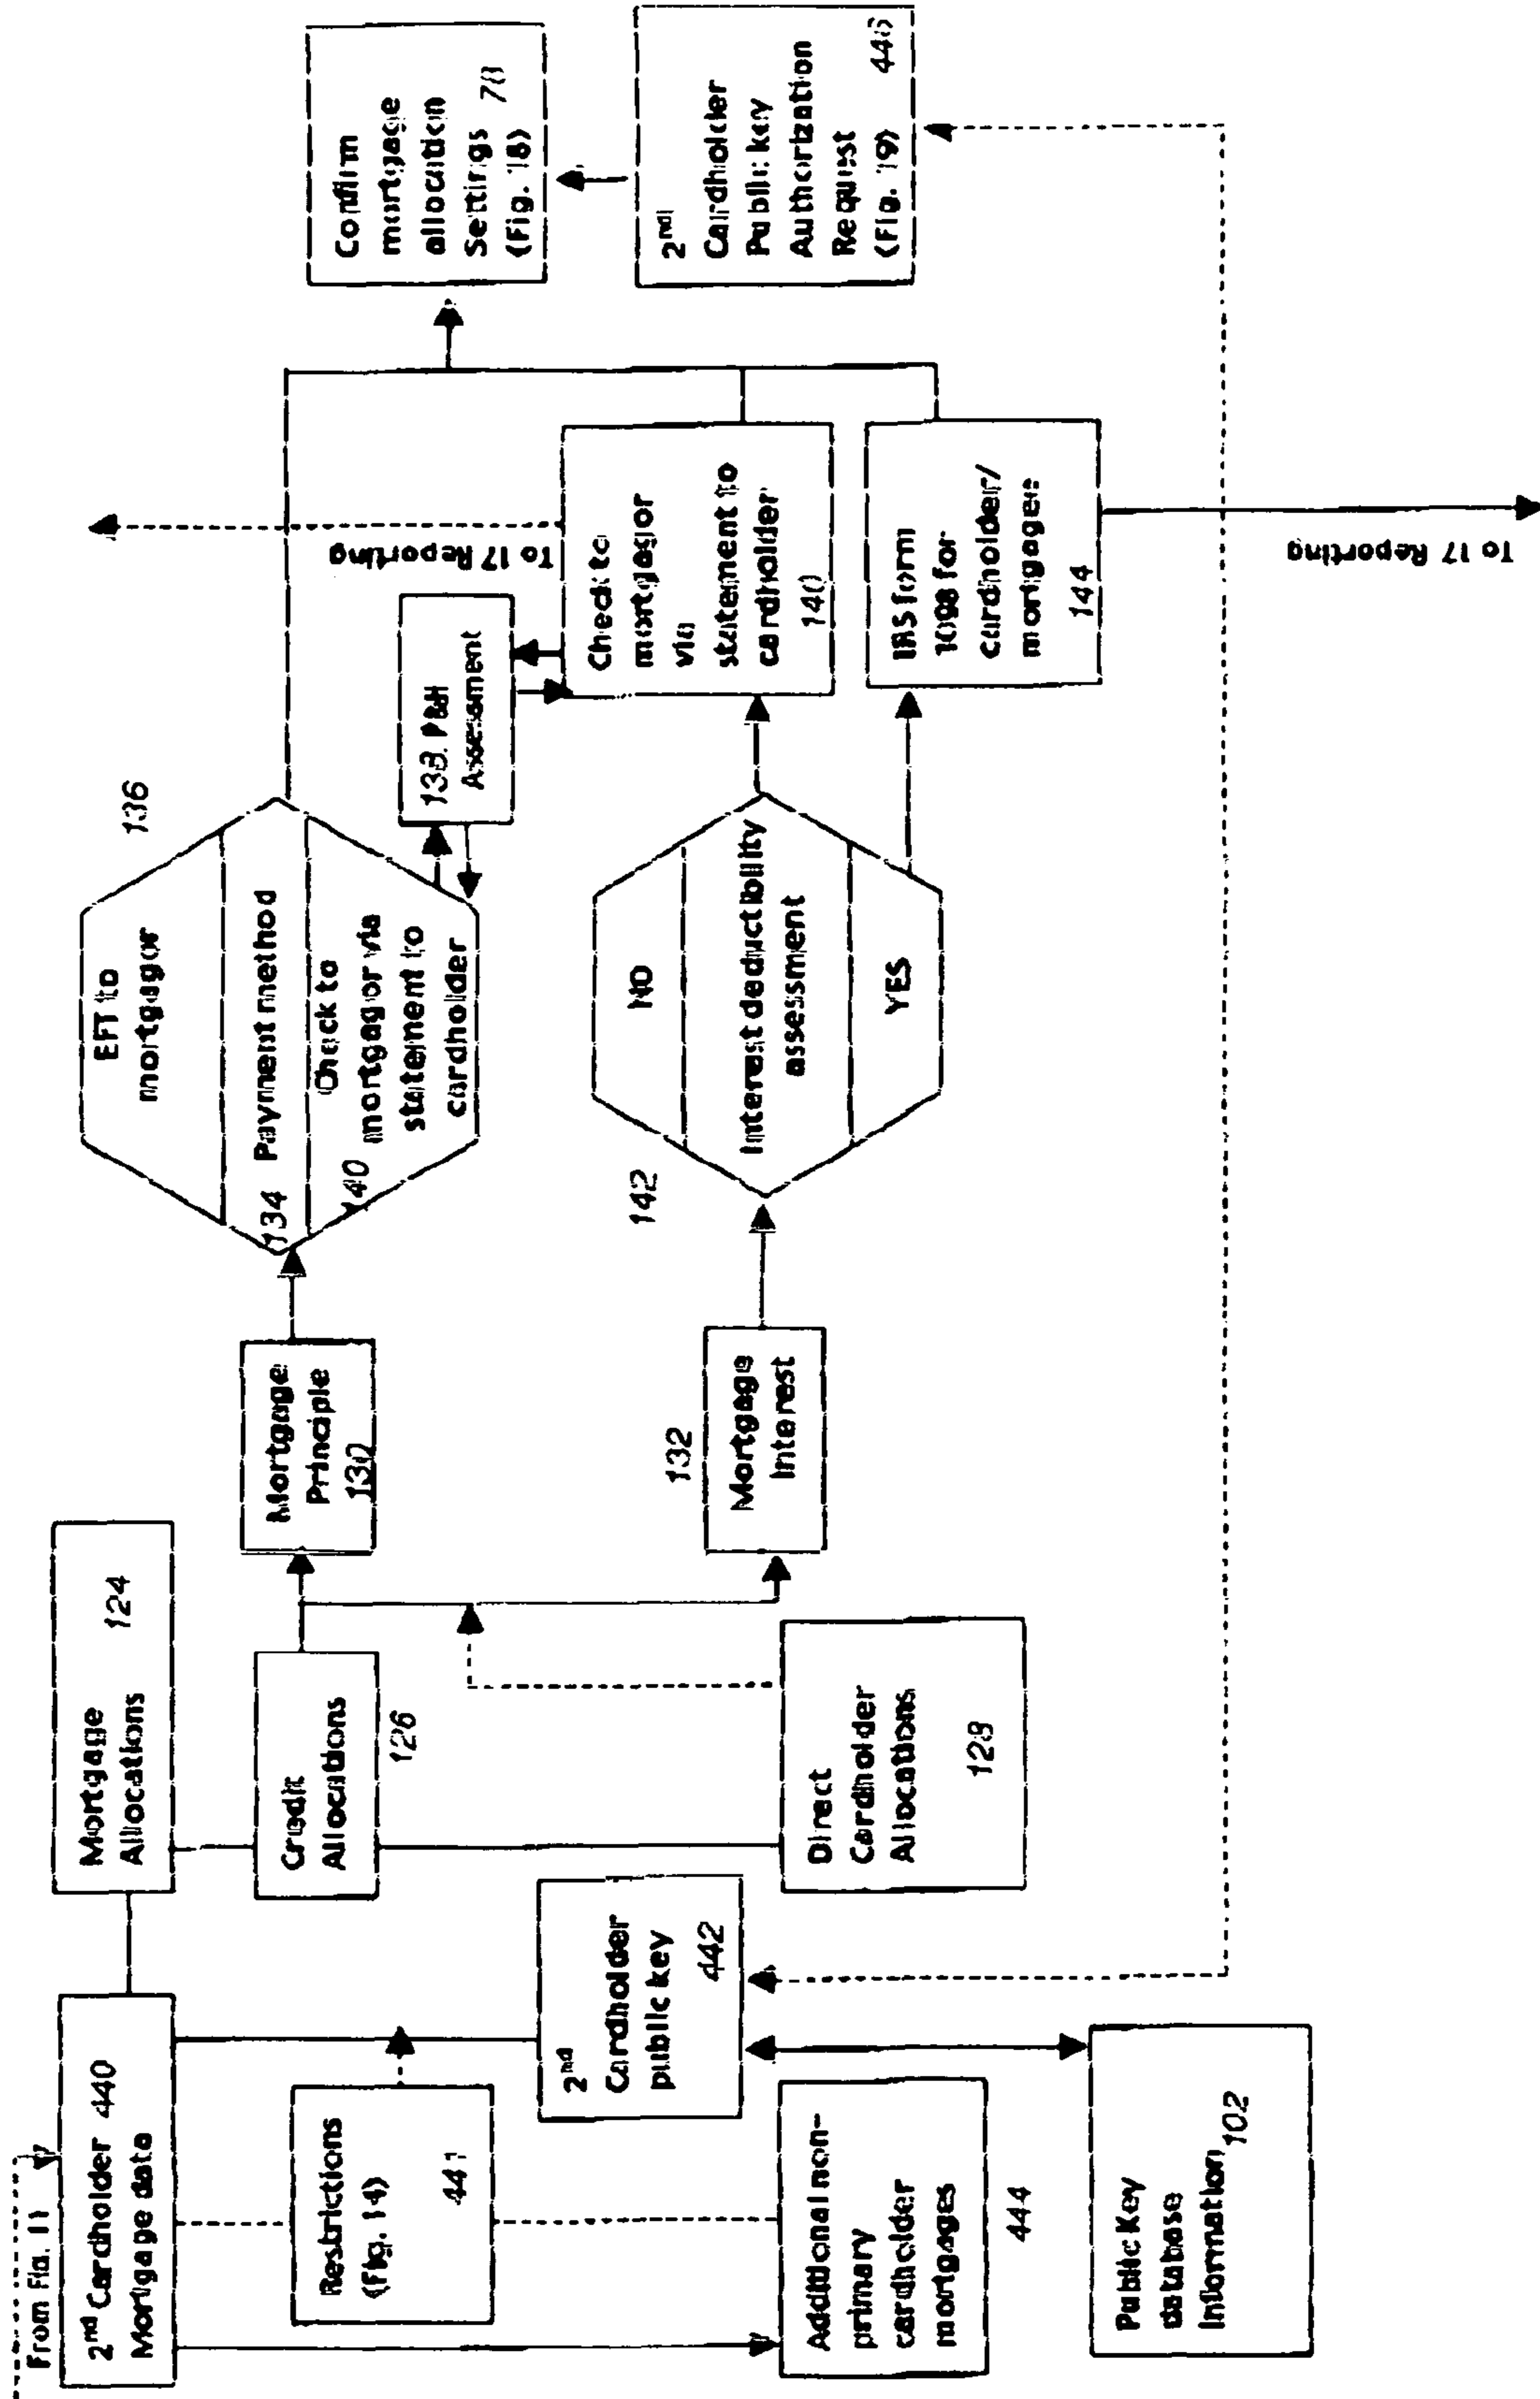 From Fig. 11
2nd Cardholder 440
Mortgage data
Restrictions
(Fig. 14)
441
2nd
Cardholder
public key
442
Additional non-
primary
cardholder
mortgages
444
Public Key
database
Information 102
Mortgage
Allocations
124
Credit
Allocations
126
Direct
Cardholder
Allocations
128
Mortgage
Principle
130
132
Mortgage
Interest
136
EFT to
mortgagor
134 Payment method
140
Check to
mortgagor via
statement to
cardholder
142
NO
Interest deductibility
assessment
YES
138 P&H
Assessment
To 17 Reporting
Check to
mortgagor
via
statement to
cardholder
140
IRS form
1098 for
cardholder/
mortgagee
144
To 17 Reporting
Confirm
mortgage
allocation
Settings 70
(Fig. 18)
2nd
Cardholder
Public key
Authorization
Request
(Fig. 19) 446